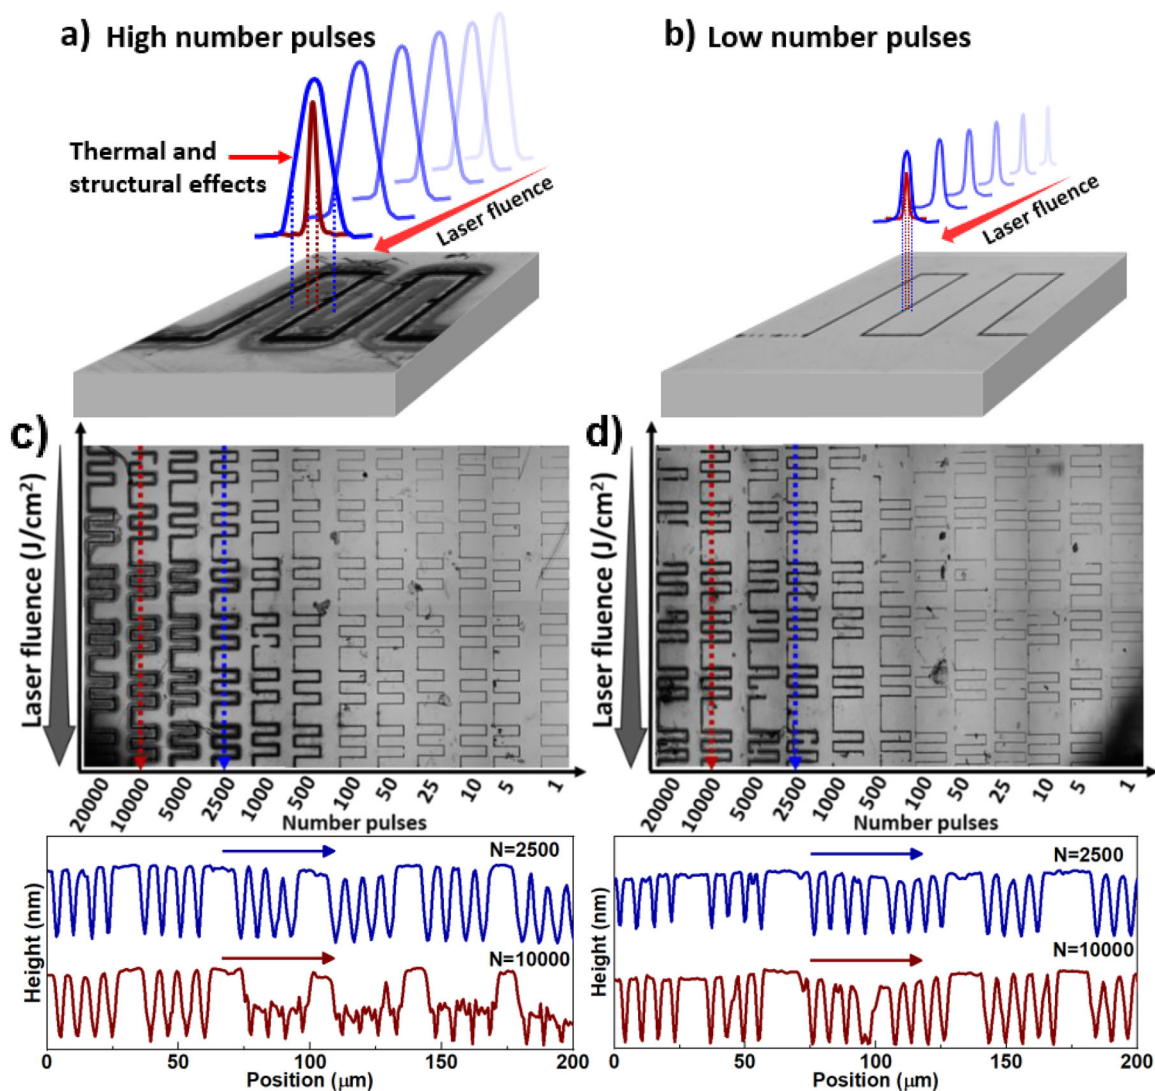 a) High number pulses
b) Low number pulses
Thermal and
structural effects
Laser fluence
Laser fluence
c)
d)
Laser fluence (J/cm²)
Laser fluence (J/cm²)
20000 10000 5000 2500 1000 500 100 50 25 10 5 1
Number pulses
20000 10000 5000 2500 1000 500 100 50 25 10 5 1
Number pulses
Height (nm)
N=2500
N=10000
0 50 100 150 200
Position (μm)
Height (nm)
N=2500
N=10000
0 50 100 150 200
Position (μm)